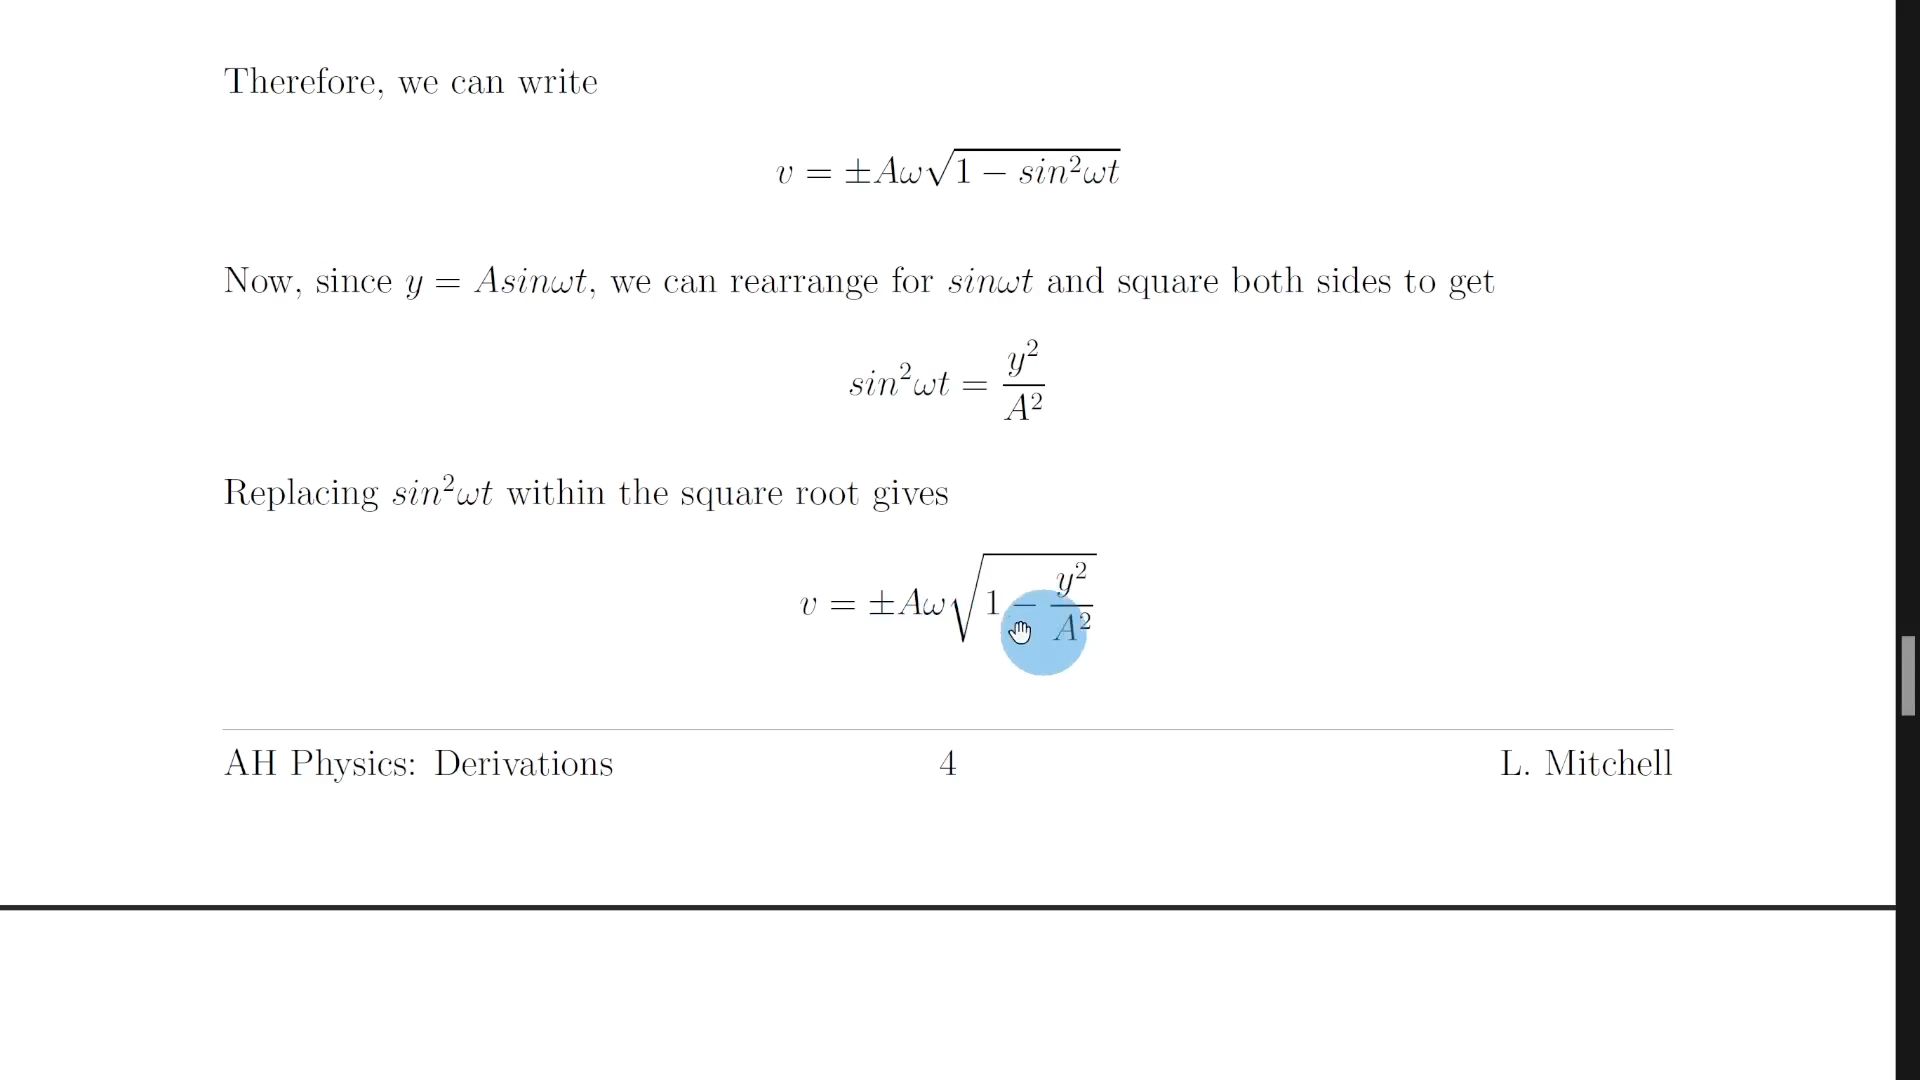 Therefore, we can write
v = ±Aω√(1 − sin²ωt)
Now, since y = Asinωt, we can rearrange for sinωt and square both sides to get
sin²ωt = y²/A²
Replacing sin²ωt within the square root gives
v = ±Aω√(1 − y²/A²)
AH Physics: Derivations 4 L. Mitchell